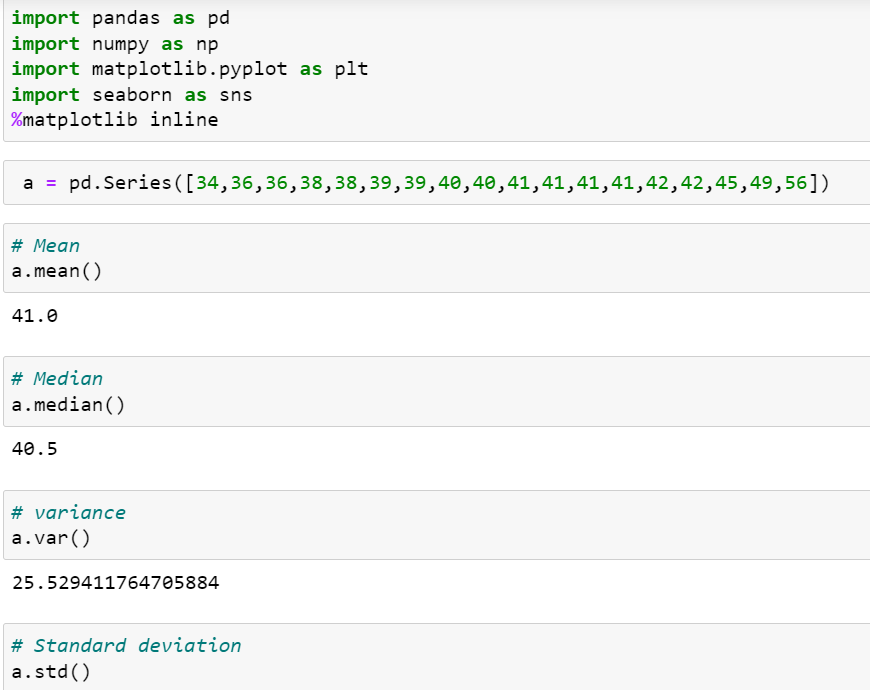 import pandas as pd
import numpy as np
import matplotlib.pyplot as plt
import seaborn as sns
%matplotlib inline
a = pd.Series([34,36,36,38,38,39,39,40,40,41,41,41,41,42,42,45,49,56])
# Mean
a.mean()
41.0
# Median
a.median()
40.5
# variance
a.var()
25.529411764705884
# Standard deviation
a.std()